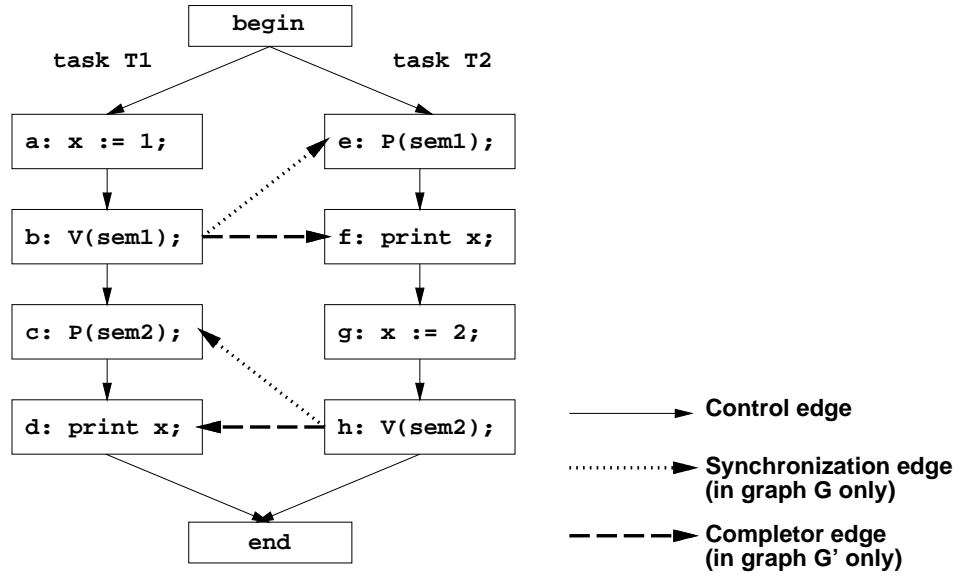 begin
task T1
task T2
a: x := 1;
e: P(sem1);
b: V(sem1);
f: print x;
c: P(sem2);
g: x := 2;
d: print x;
h: V(sem2);
end
Control edge
Synchronization edge
(in graph G only)
Completor edge
(in graph G' only)